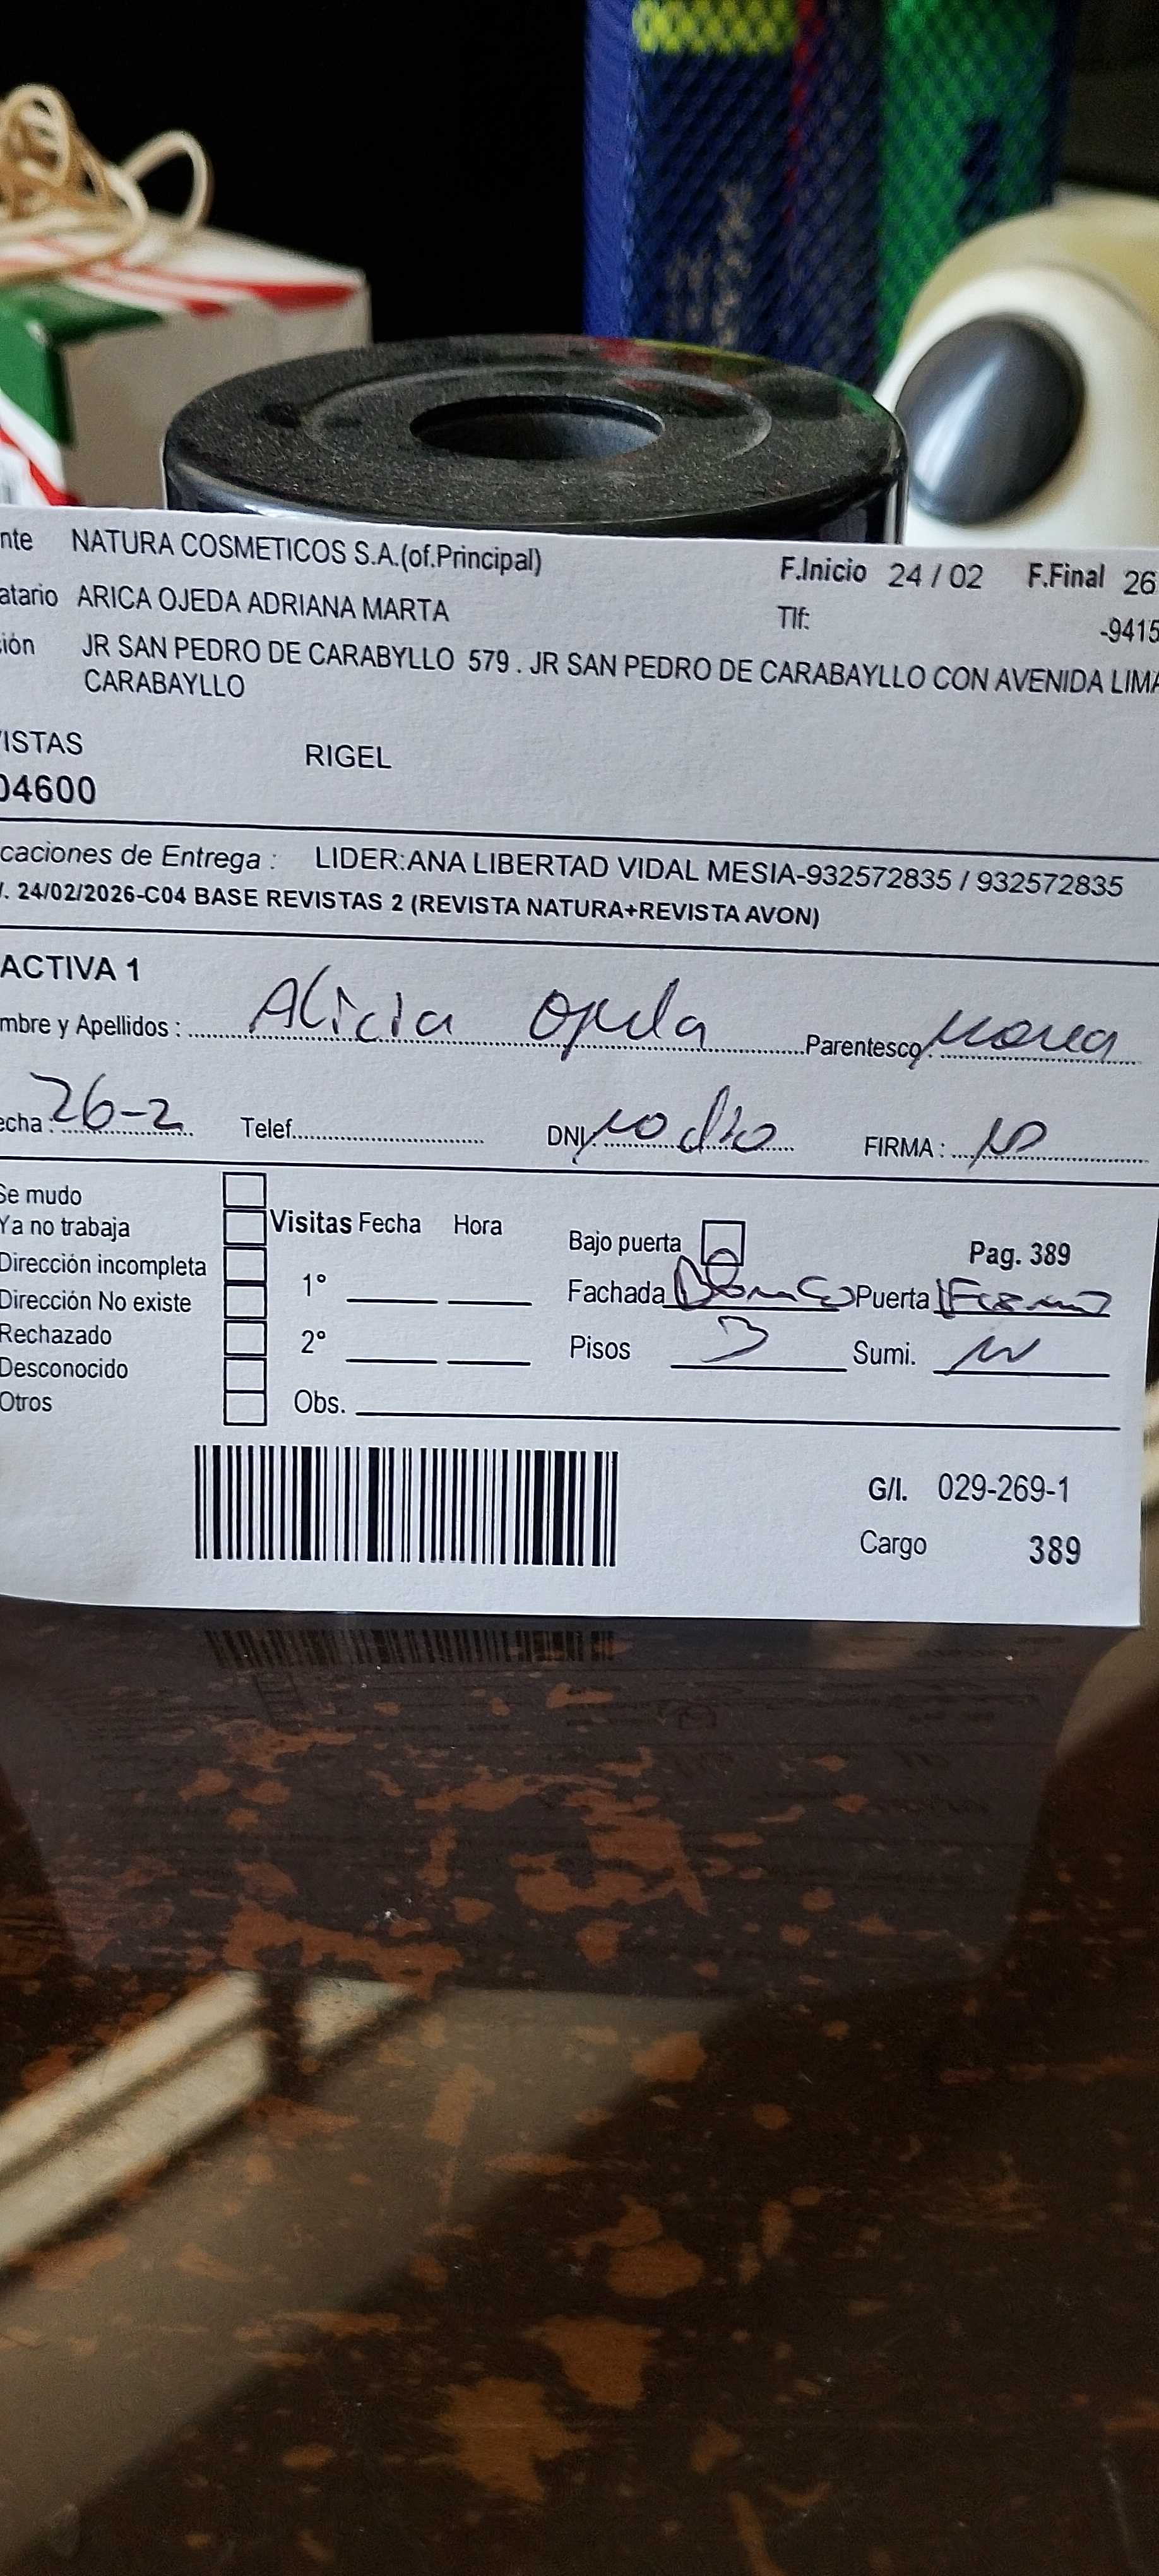 nte NATURA COSMETICOS S.A.(of.Principal) F.Inicio 24 / 02 F.Final 26
atario ARICA OJEDA ADRIANA MARTA Tlf: -9415
ión JR SAN PEDRO DE CARABYLLO 579 . JR SAN PEDRO DE CARABAYLLO CON AVENIDA LIMA
CARABAYLLO
VISTAS RIGEL
04600
caciones de Entrega : LIDER:ANA LIBERTAD VIDAL MESIA-932572835 / 932572835
/. 24/02/2026-C04 BASE REVISTAS 2 (REVISTA NATURA+REVISTA AVON)
ACTIVA 1
mbre y Apellidos : Alicia Ojeda Parentesco:
echa : 26-2 Telef. DNI. no dio FIRMA :
Se mudo
Ya no trabaja Visitas Fecha Hora Bajo puerta Pag. 389
Dirección incompleta 1° Fachada Puerta
Dirección No existe
Rechazado 2° Pisos 3 Sumi.
Desconocido
Otros Obs.
G/I. 029-269-1
Cargo 389